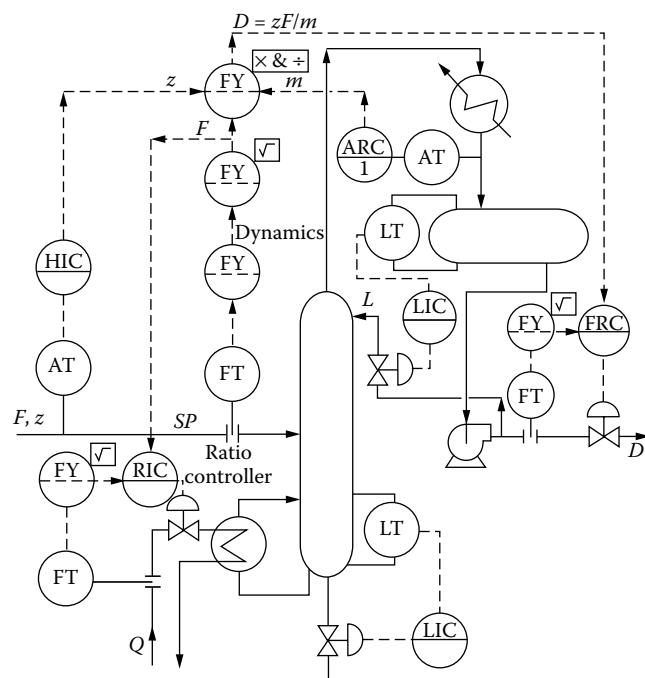 D = zF/m
× & ÷
FY
z
m
F
√
FY
ARC
1
AT
LT
Dynamics
FY
HIC
L
LIC
√
FY
FRC
AT
FT
FT
F, z
SP
D
Ratio
controller
FY
√
RIC
LT
FT
Q
LIC